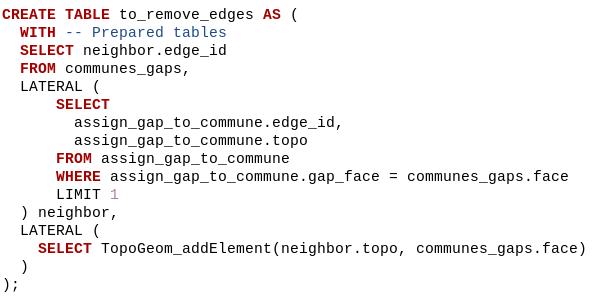 CREATE TABLE to_remove_edges AS (
  WITH -- Prepared tables
  SELECT neighbor.edge_id
  FROM communes_gaps,
  LATERAL (
      SELECT
        assign_gap_to_commune.edge_id,
        assign_gap_to_commune.topo
      FROM assign_gap_to_commune
      WHERE assign_gap_to_commune.gap_face = communes_gaps.face
      LIMIT 1
  ) neighbor,
  LATERAL (
    SELECT TopoGeom_addElement(neighbor.topo, communes_gaps.face)
  )
);